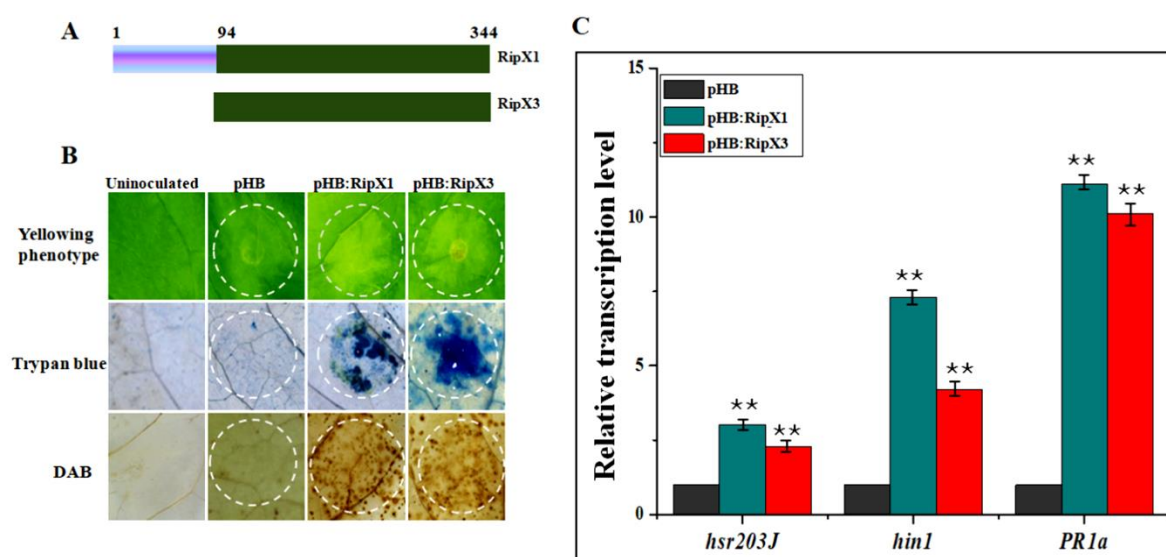 A
1 94 344
RipX1
RipX3
B
Uninoculated pHB pHB:RipX1 pHB:RipX3
Yellowing
phenotype
Trypan blue
DAB
C
Relative transcription level
15
10
5
0
pHB
pHB:RipX1
pHB:RipX3
★★ ★★ ★★ ★★ ★★ ★★
hsr203J hin1 PR1a